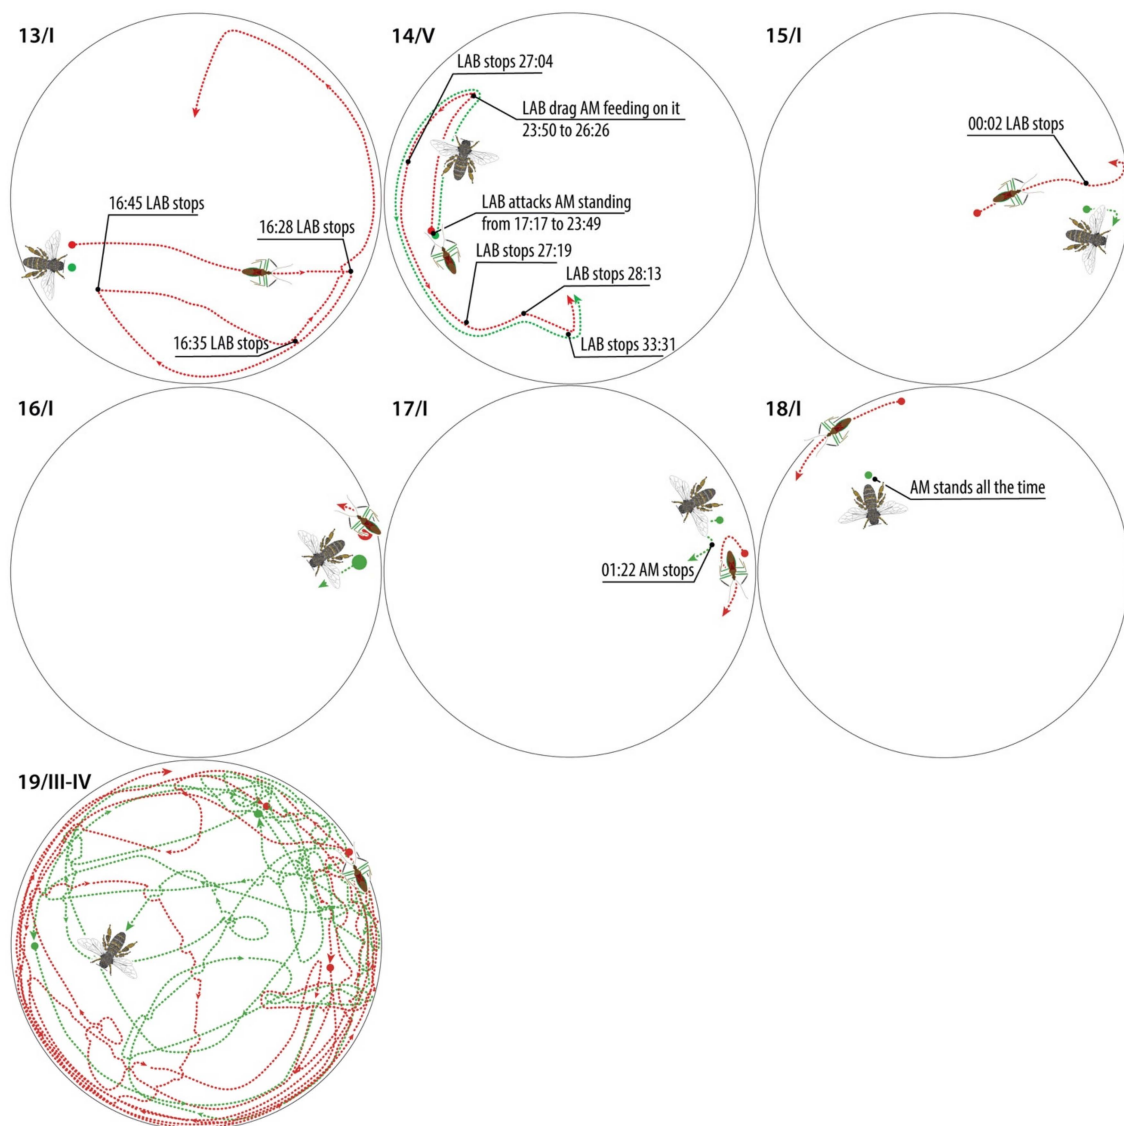 13/I
16:45 LAB stops
16:28 LAB stops
16:35 LAB stops
14/V
LAB stops 27:04
LAB drag AM feeding on it
23:50 to 26:26
LAB attacks AM standing
from 17:17 to 23:49
LAB stops 27:19
LAB stops 28:13
LAB stops 33:31
15/I
00:02 LAB stops
16/I
17/I
01:22 AM stops
18/I
AM stands all the time
19/III-IV